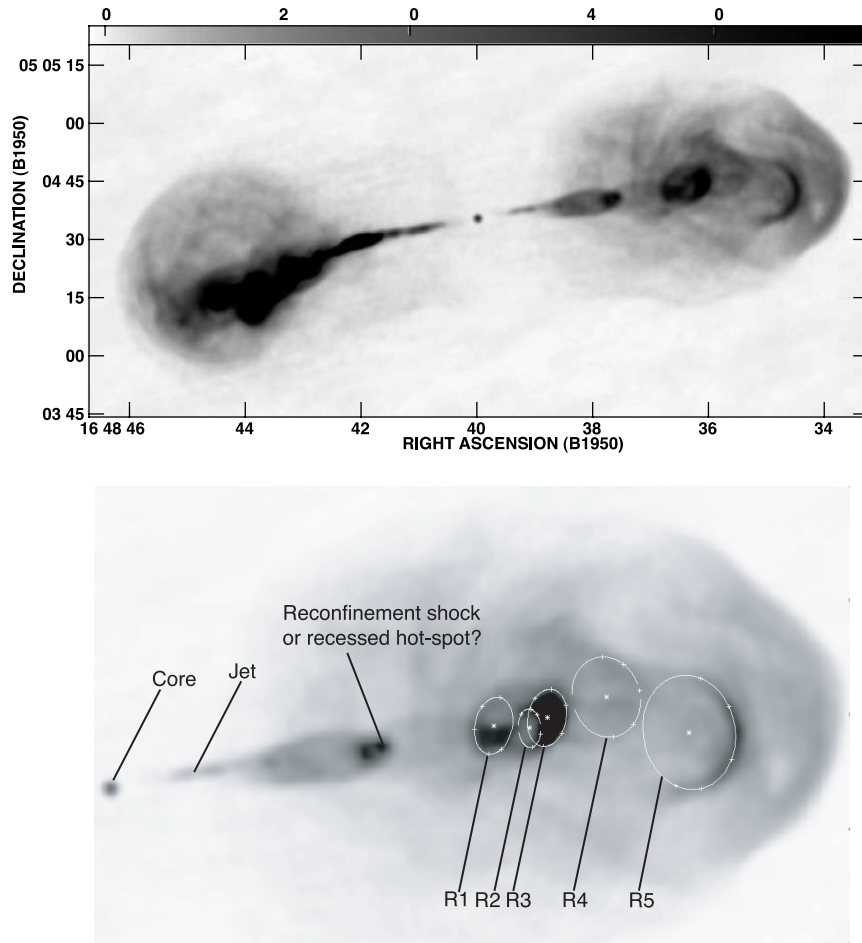 0 2 0 4 0
05 05 15
00
04 45
30
15
00
03 45
DECLINATION (B1950)
16 48 46 44 42 40 38 36 34
RIGHT ASCENSION (B1950)
Reconfinement shock
or recessed hot-spot?
Core
Jet
R1 R2 R3 R4 R5